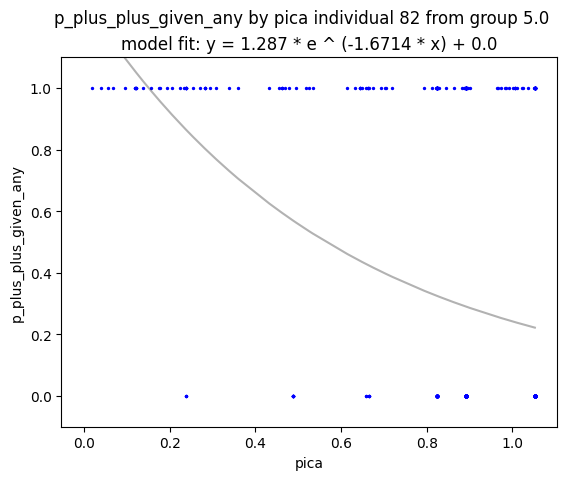 p_plus_plus_given_any by pica individual 82 from group 5.0
model fit: y = 1.287 * e ^ (-1.6714 * x) + 0.0
p_plus_plus_given_any
1.0
0.8
0.6
0.4
0.2
0.0
0.0 0.2 0.4 0.6 0.8 1.0
pica